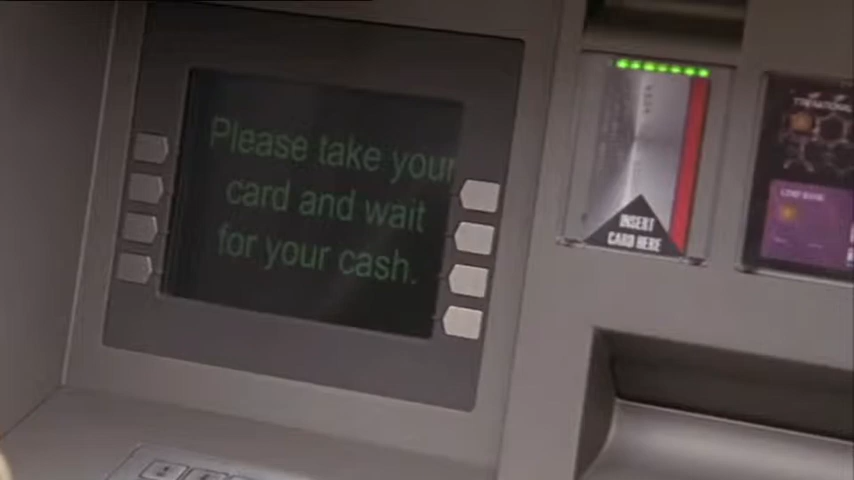 Please take your
card and wait
for your cash.
INSERT
CARD HERE